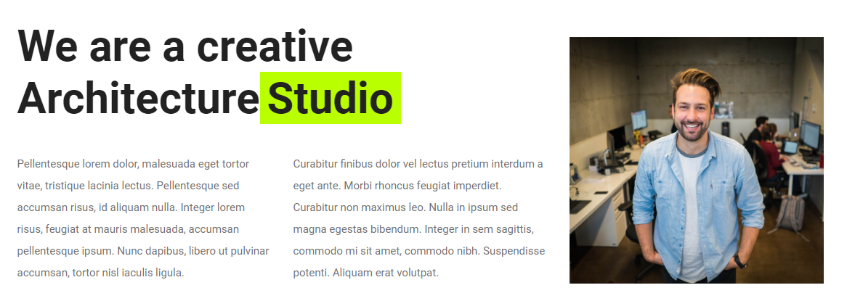 We are a creative
Architecture Studio
Pellentesque lorem dolor, malesuada eget tortor
vitae, tristique lacinia lectus. Pellentesque sed
accumsan risus, id aliquam nulla. Integer lorem
risus, feugiat at mauris malesuada, accumsan
pellentesque ipsum. Nunc dapibus, libero ut pulvinar
accumsan, tortor nisl iaculis ligula.
Curabitur finibus dolor vel lectus pretium interdum a
eget ante. Morbi rhoncus feugiat imperdiet.
Curabitur non maximus leo. Nulla in ipsum sed
magna egestas bibendum. Integer in sem sagittis,
commodo mi sit amet, commodo nibh. Suspendisse
potenti. Aliquam erat volutpat.